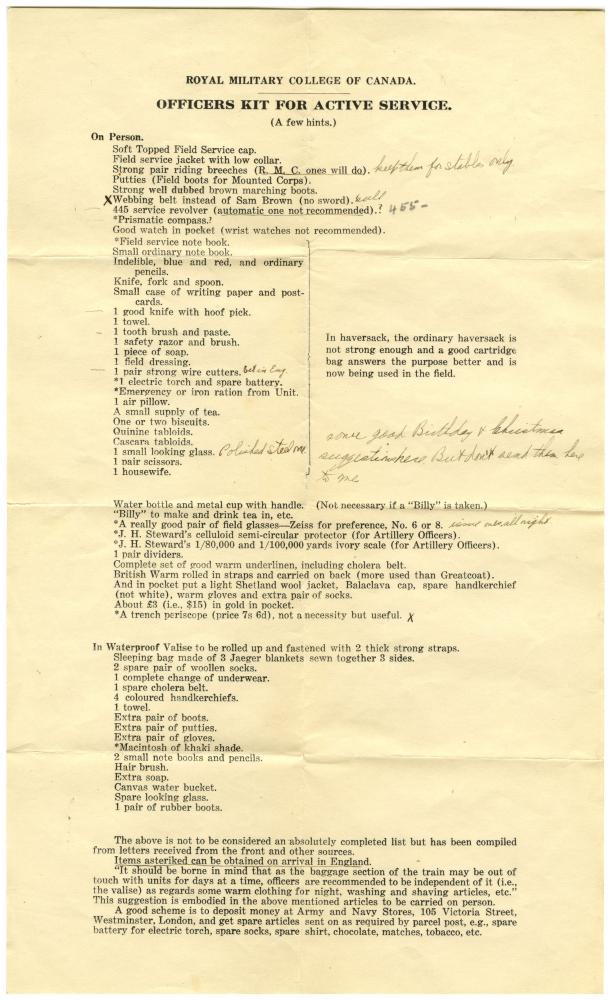 ROYAL MILITARY COLLEGE OF CANADA.
OFFICERS KIT FOR ACTIVE SERVICE.
(A few hints.)
On Person.
Soft Topped Field Service cap.
Field service jacket with low collar.
Strong pair riding breeches (R. M. C. ones will do). keep them for stables only
Putties (Field boots for Mounted Corps).
Strong well dubbed brown marching boots.
X Webbing belt instead of Sam Brown (no sword).
445 service revolver (automatic one not recommended).? 455-
*Prismatic compass.?
Good watch in pocket (wrist watches not recommended).
*Field service note book.
Small ordinary note book.
Indelible, blue and red, and ordinary
pencils.
Knife, fork and spoon.
Small case of writing paper and post-
cards.
1 good knife with hoof pick.
1 towel.
1 tooth brush and paste.
1 safety razor and brush.
1 piece of soap.
1 field dressing.
1 pair strong wire cutters. get in Eng.
*1 electric torch and spare battery.
*Emergency or iron ration from Unit.
1 air pillow.
A small supply of tea.
One or two biscuits.
Quinine tabloids.
Cascara tabloids.
1 small looking glass. Polished steel one
1 pair scissors.
1 housewife.
In haversack, the ordinary haversack is
not strong enough and a good cartridge
bag answers the purpose better and is
now being used in the field.
some good Birthday & Christmas
suggestions here. But don't send them here
to me
Water bottle and metal cup with handle. (Not necessary if a "Billy" is taken.)
"Billy" to make and drink tea in, etc.
*A really good pair of field glasses—Zeiss for preference, No. 6 or 8. issued ones all right
*J. H. Steward's celluloid semi-circular protector (for Artillery Officers).
*J. H. Steward's 1/80,000 and 1/100,000 yards ivory scale (for Artillery Officers).
1 pair dividers.
Complete set of good warm underlinen, including cholera belt.
British Warm rolled in straps and carried on back (more used than Greatcoat).
And in pocket put a light Shetland wool jacket, Balaclava cap, spare handkerchief
(not white), warm gloves and extra pair of socks.
About £3 (i.e., $15) in gold in pocket.
*A trench periscope (price 7s 6d), not a necessity but useful. X
In Waterproof Valise to be rolled up and fastened with 2 thick strong straps.
Sleeping bag made of 3 Jaeger blankets sewn together 3 sides.
2 spare pair of woollen socks.
1 complete change of underwear.
1 spare cholera belt.
4 coloured handkerchiefs.
1 towel.
Extra pair of boots.
Extra pair of putties.
Extra pair of gloves.
*Macintosh of khaki shade.
2 small note books and pencils.
Hair brush.
Extra soap.
Canvas water bucket.
Spare looking glass.
1 pair of rubber boots.
The above is not to be considered an absolutely completed list but has been compiled
from letters received from the front and other sources.
Items asteriked can be obtained on arrival in England.
"It should be borne in mind that as the baggage section of the train may be out of
touch with units for days at a time, officers are recommended to be independent of it (i.e.,
the valise) as regards some warm clothing for night, washing and shaving articles, etc."
This suggestion is embodied in the above mentioned articles to be carried on person.
A good scheme is to deposit money at Army and Navy Stores, 105 Victoria Street,
Westminster, London, and get spare articles sent on as required by parcel post, e.g., spare
battery for electric torch, spare socks, spare shirt, chocolate, matches, tobacco, etc.